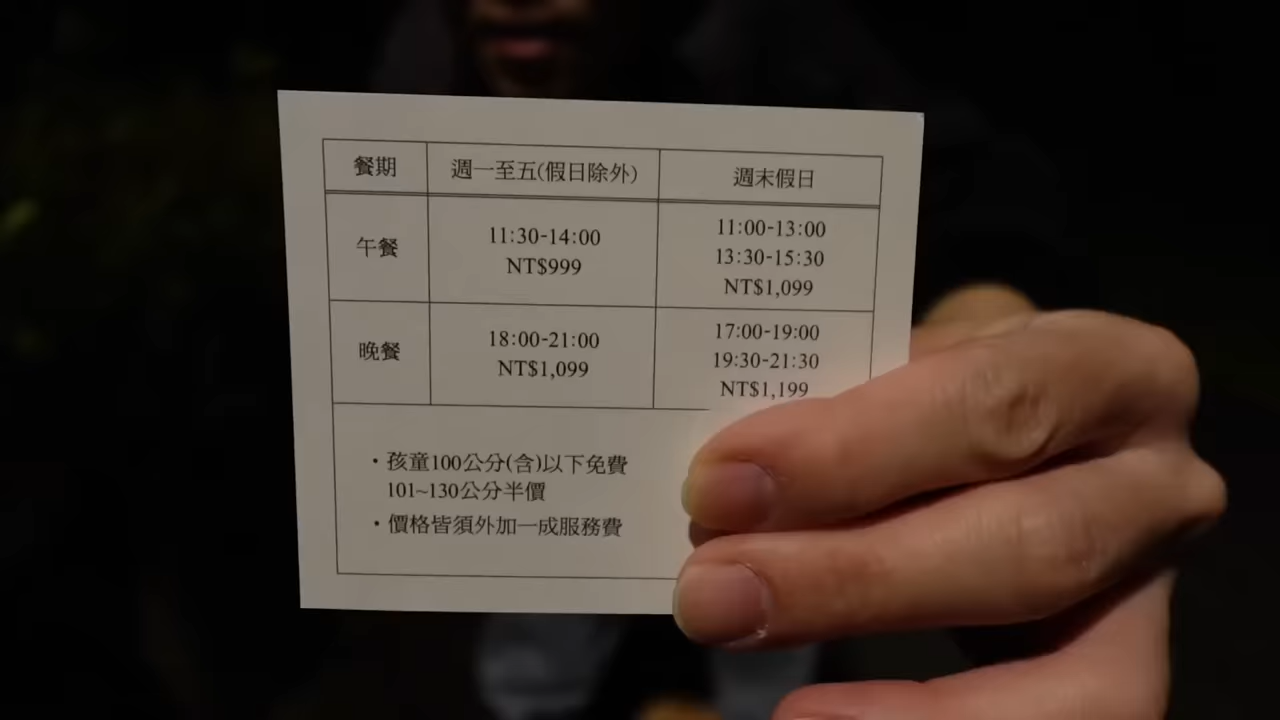 餐期 週一至五(假日除外) 週末假日
午餐
11:30-14:00
NT$999
11:00-13:00
13:30-15:30
NT$1,099
晚餐
18:00-21:00
NT$1,099
17:00-19:00
19:30-21:30
NT$1,199
・孩童100公分(含)以下免費
101~130公分半價
・價格皆須外加一成服務費